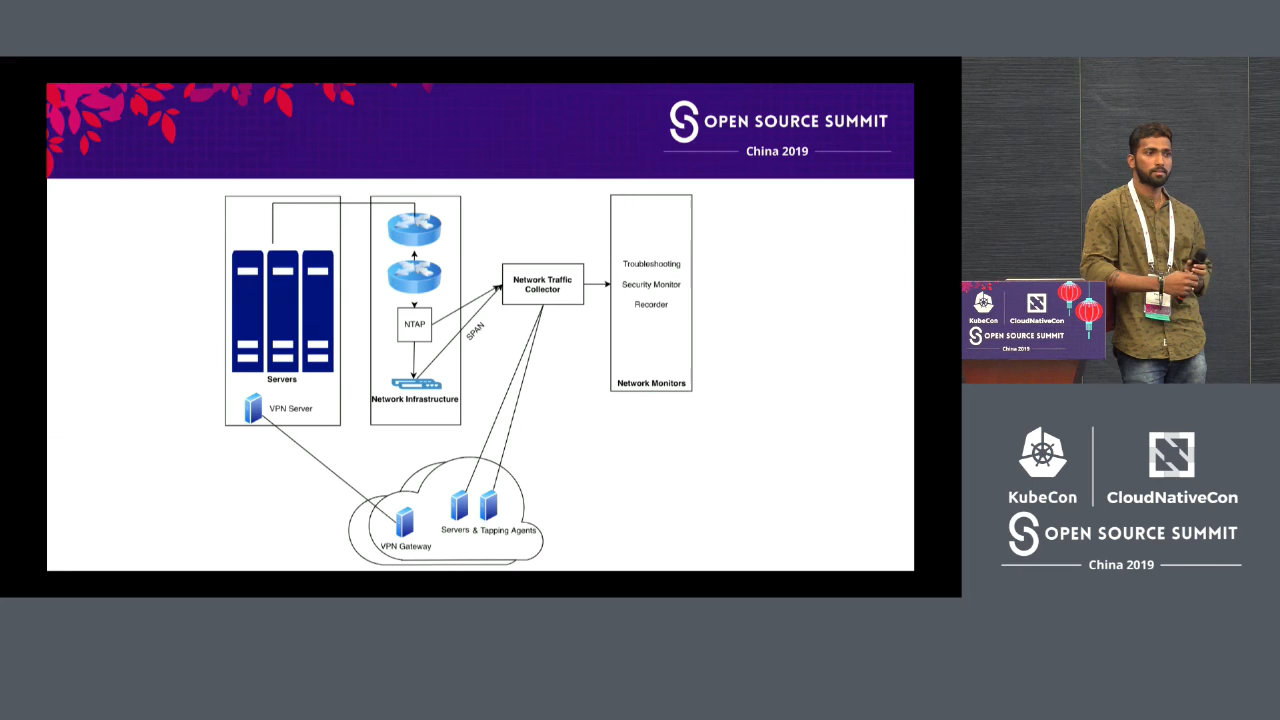 OPEN SOURCE SUMMIT
China 2019
Servers
VPN Server
NTAP
Network Infrastructure
SPAN
Network Traffic
Collector
Troubleshooting
Security Monitor
Recorder
Network Monitors
VPN Gateway
Servers & Tapping Agents
KubeCon
CloudNativeCon
OPEN SOURCE SUMMIT
China 2019
KubeCon
CloudNativeCon
OPEN SOURCE SUMMIT
China 2019